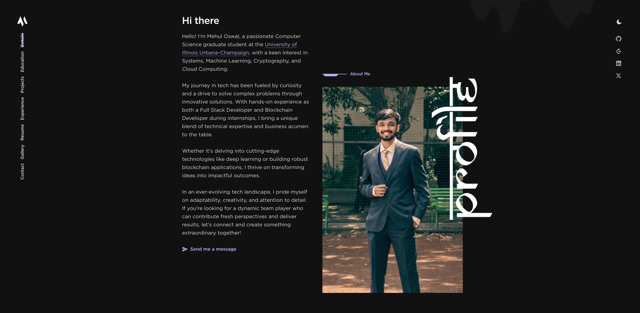 Hi there
Hello! I'm Mehul Oswal, a passionate Computer
Science graduate student at the University of
Illinois Urbana-Champaign, with a keen interest in
Systems, Machine Learning, Cryptography, and
Cloud Computing.
My journey in tech has been fueled by curiosity
and a drive to solve complex problems through
innovative solutions. With hands-on experience as
both a Full Stack Developer and Blockchain
Developer during internships, I bring a unique
blend of technical expertise and business acumen
to the table.
Whether it's delving into cutting-edge
technologies like deep learning or building robust
blockchain applications, I thrive on transforming
ideas into impactful outcomes.
In an ever-evolving tech landscape, I pride myself
on adaptability, creativity, and attention to detail.
If you're looking for a dynamic team player who
can contribute fresh perspectives and deliver
results, let's connect and create something
extraordinary together!
Send me a message
About Me
Education
Projects
Experience
Resume
Gallery
Contact